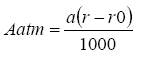 Aatm = a(r − r0) / 1000